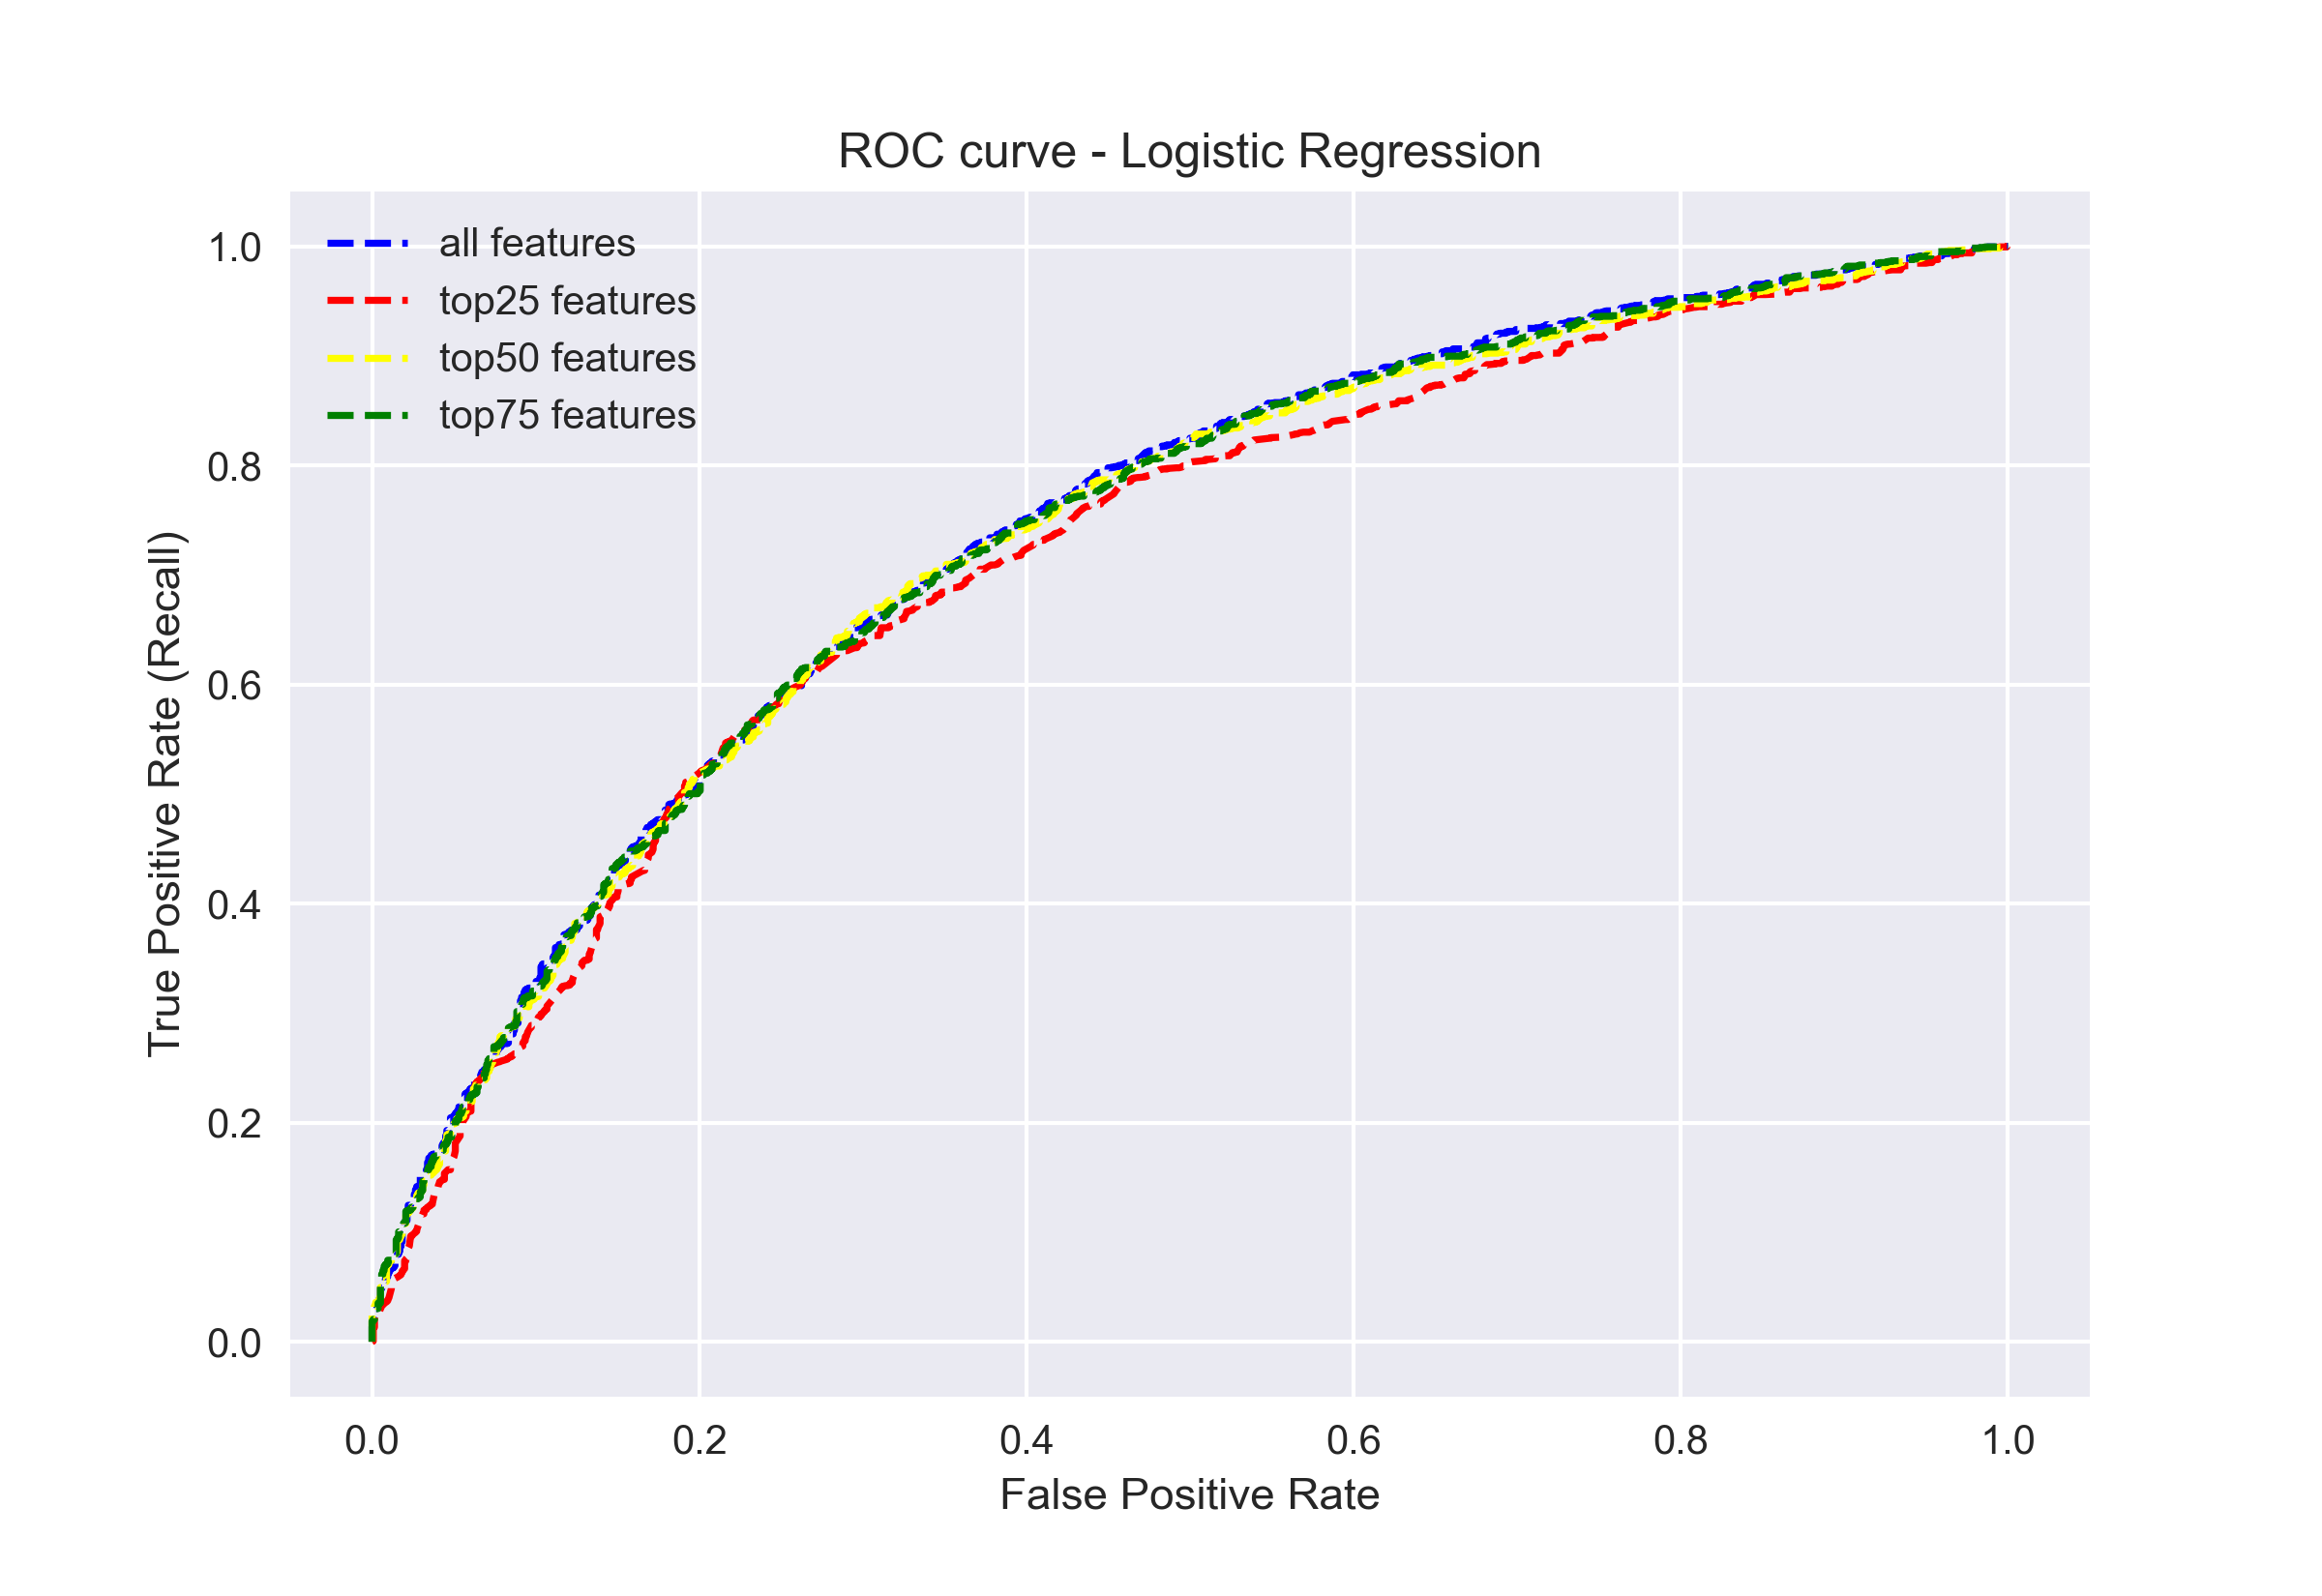 ROC curve - Logistic Regression
all features
top25 features
top50 features
top75 features
True Positive Rate (Recall)
1.0
0.8
0.6
0.4
0.2
0.0
0.0 0.2 0.4 0.6 0.8 1.0
False Positive Rate